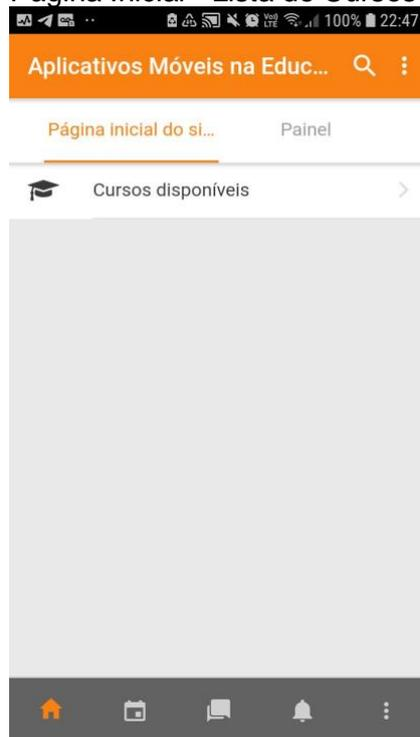 Página Inicial - Lista de Cursos
100% 22:47
Aplicativos Móveis na Educ...
Página inicial do si...
Painel
Cursos disponíveis